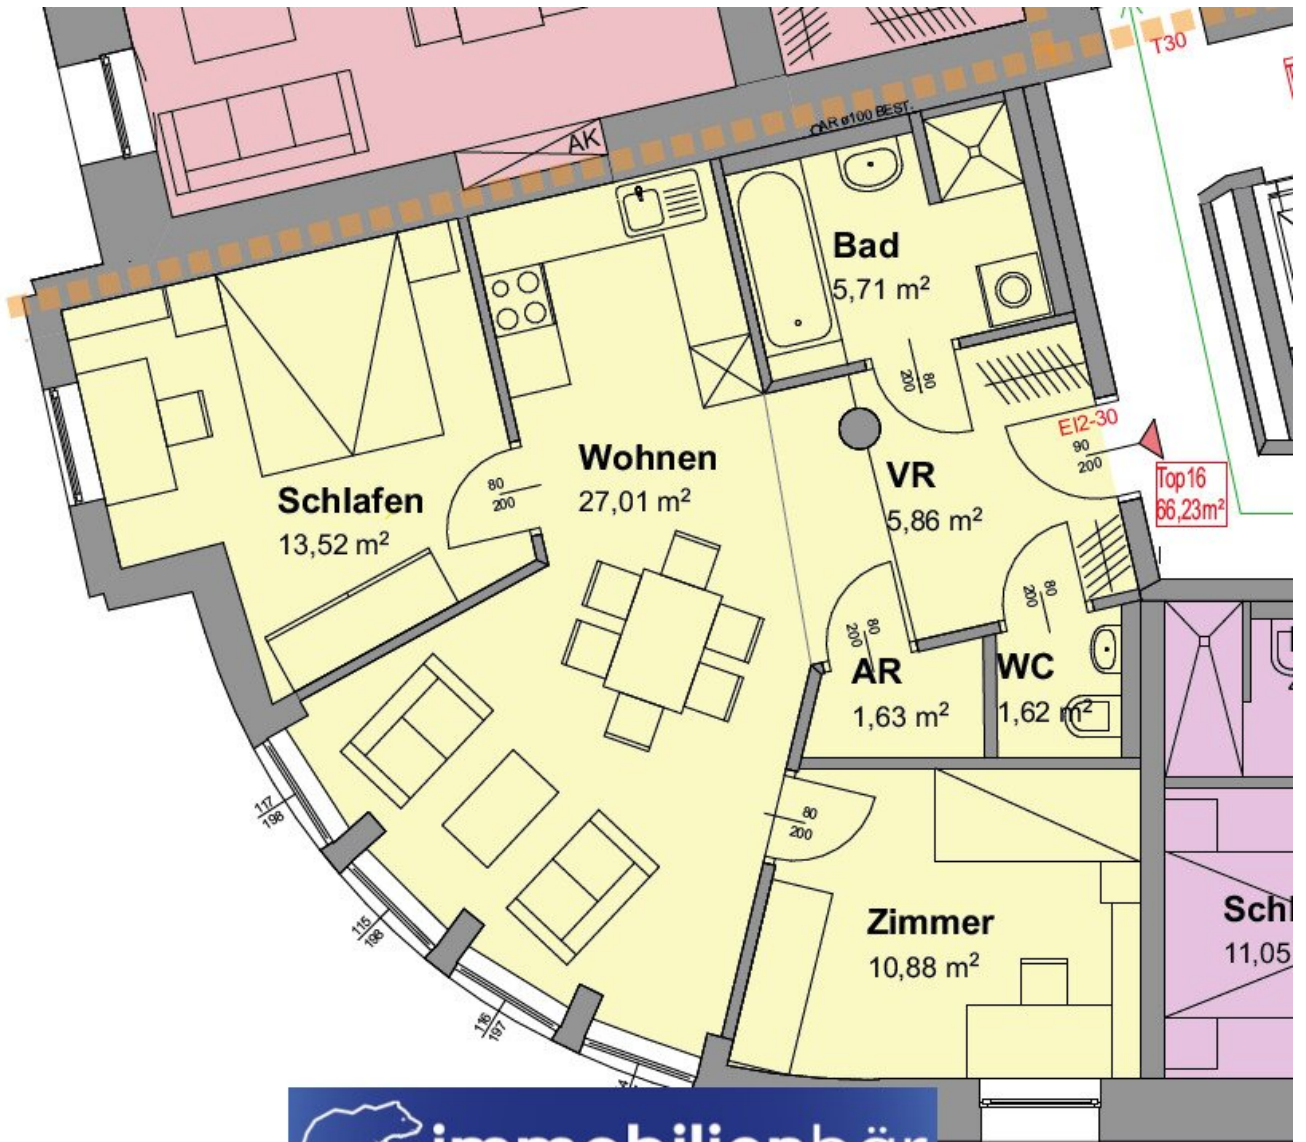 T30
AK
AR ø100 BEST.
Bad
5,71 m²
80
200
EI2-30
90
200
Top16
66,23m²
Wohnen
27,01 m²
VR
5,86 m²
Schlafen
13,52 m²
80
200
80
200
80
200
AR
1,63 m²
WC
1,62 m²
117
198
80
200
115
198
Zimmer
10,88 m²
Schl
11,05
116
197
immobilienbär